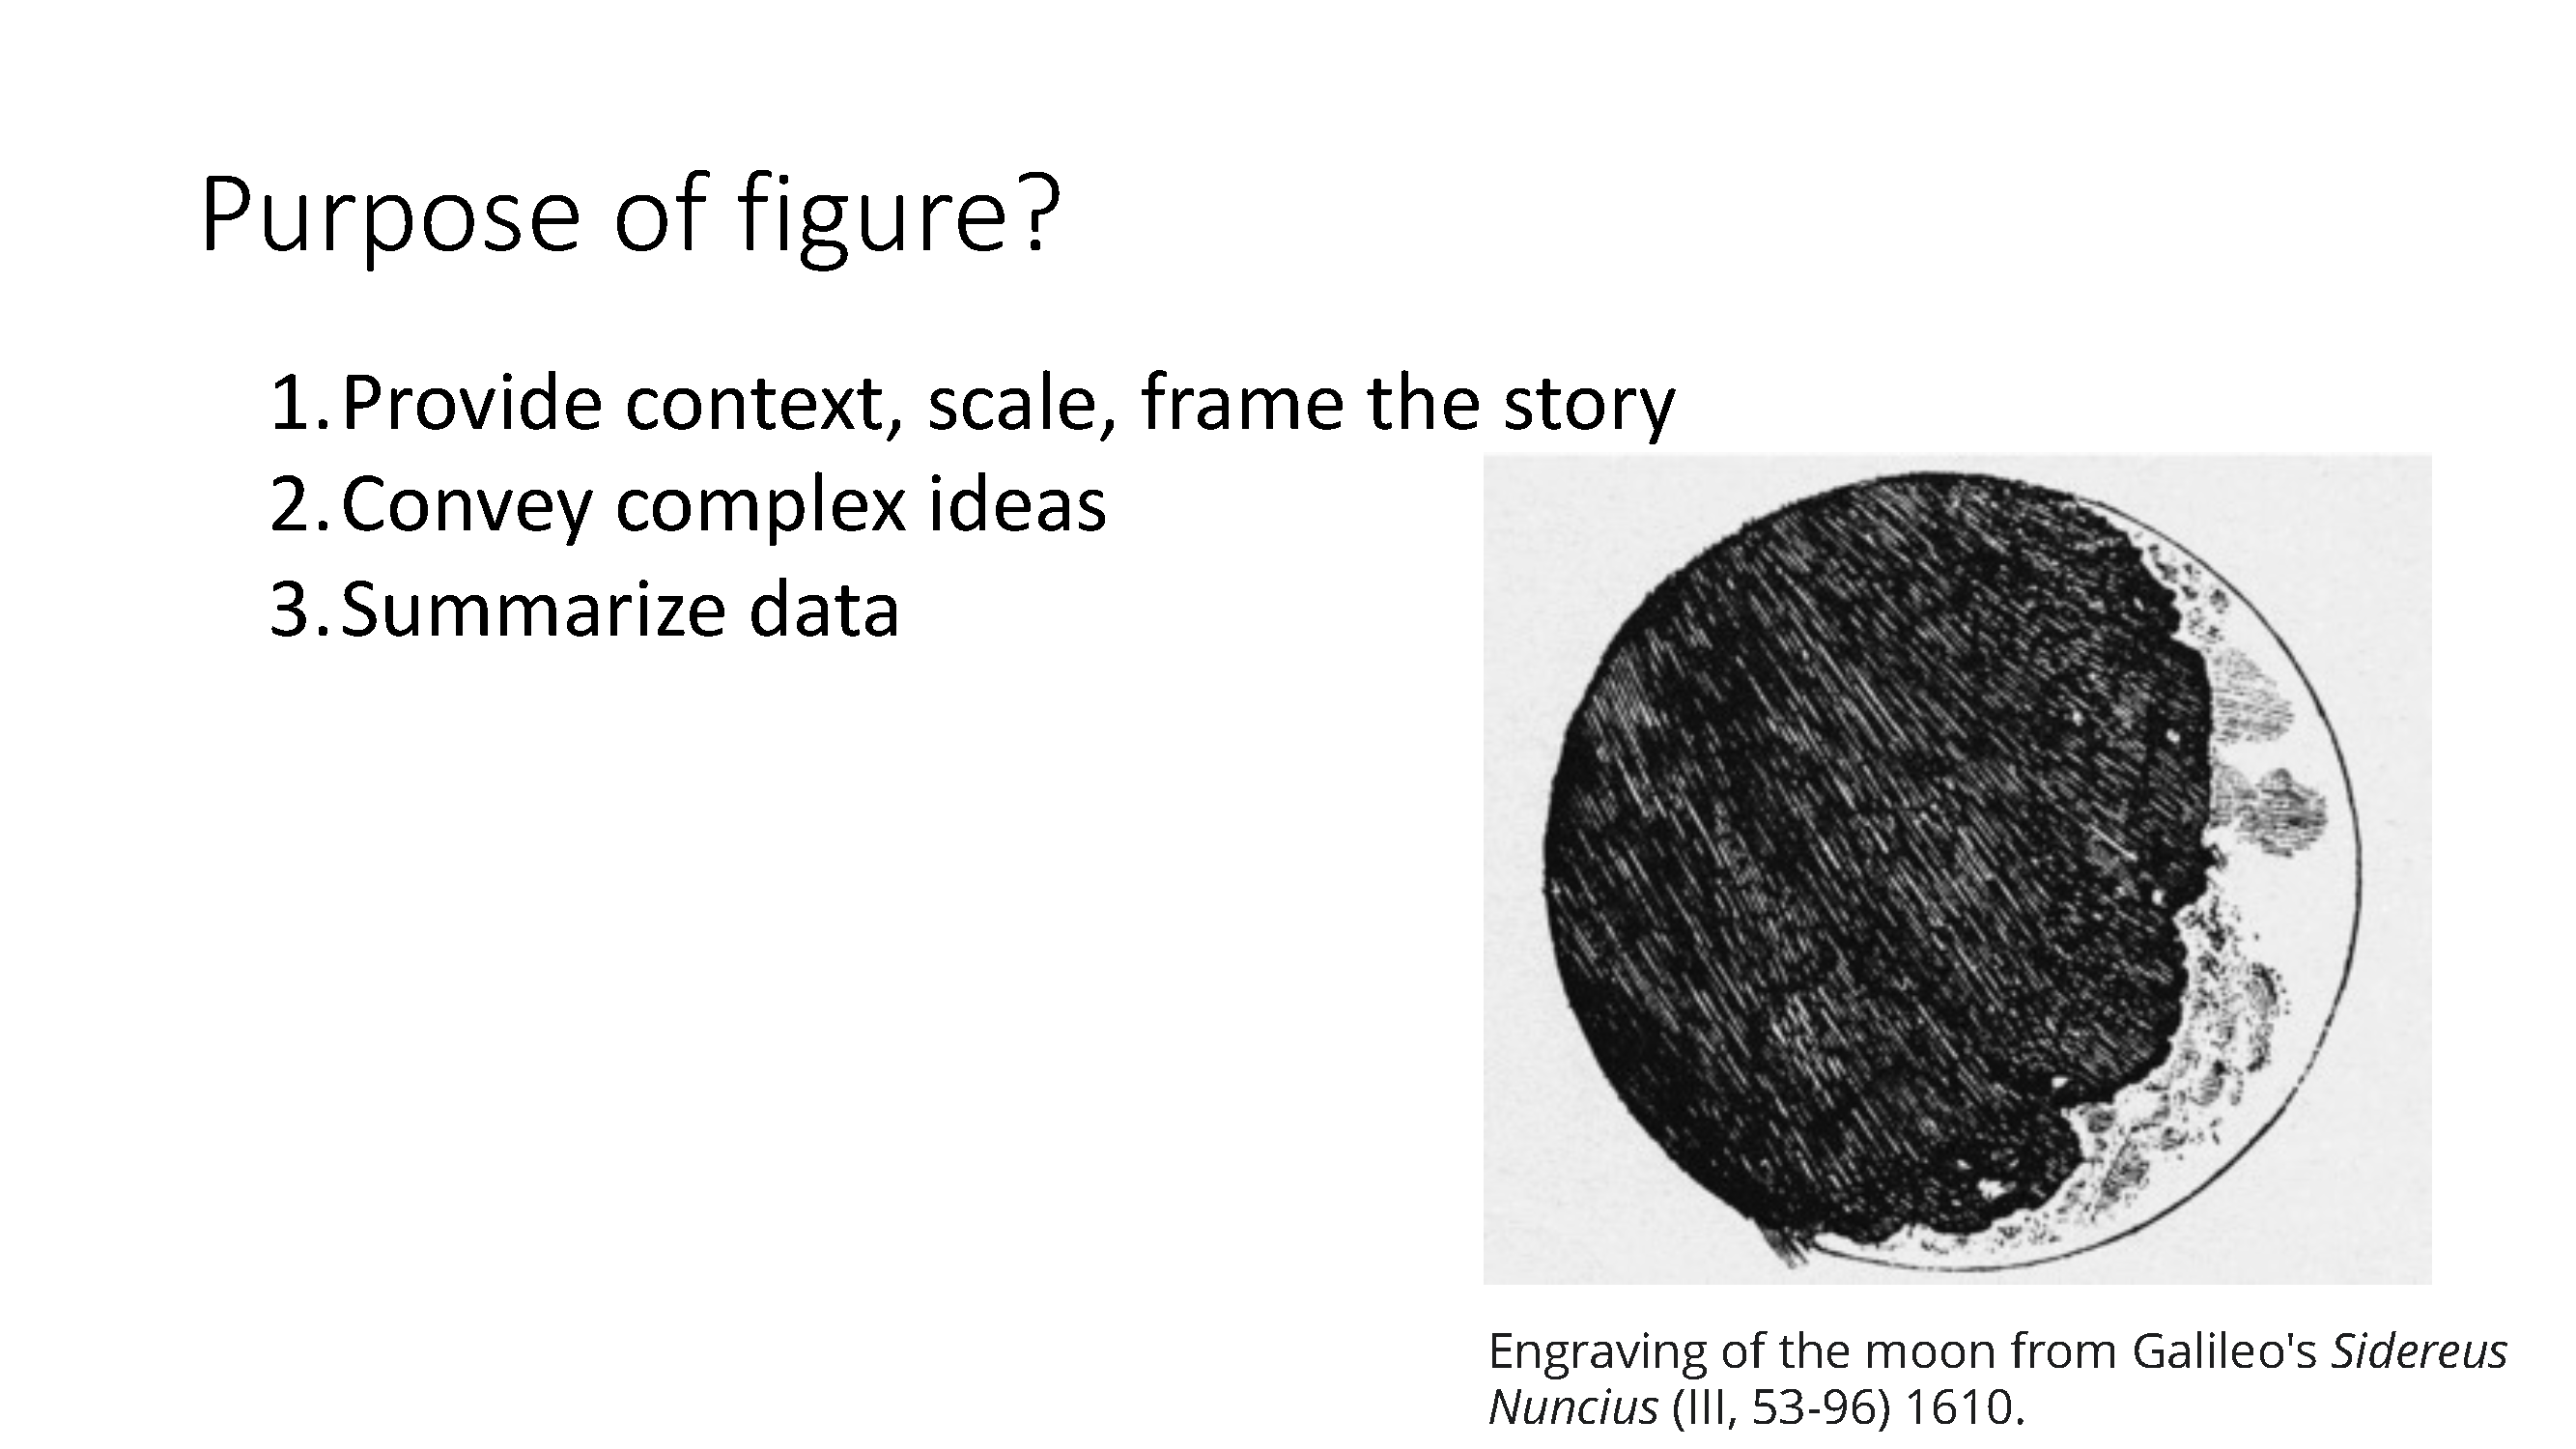 Purpose of figure?
1. Provide context, scale, frame the story
2. Convey complex ideas
3. Summarize data
Engraving of the moon from Galileo's Sidereus
Nuncius (III, 53-96) 1610.